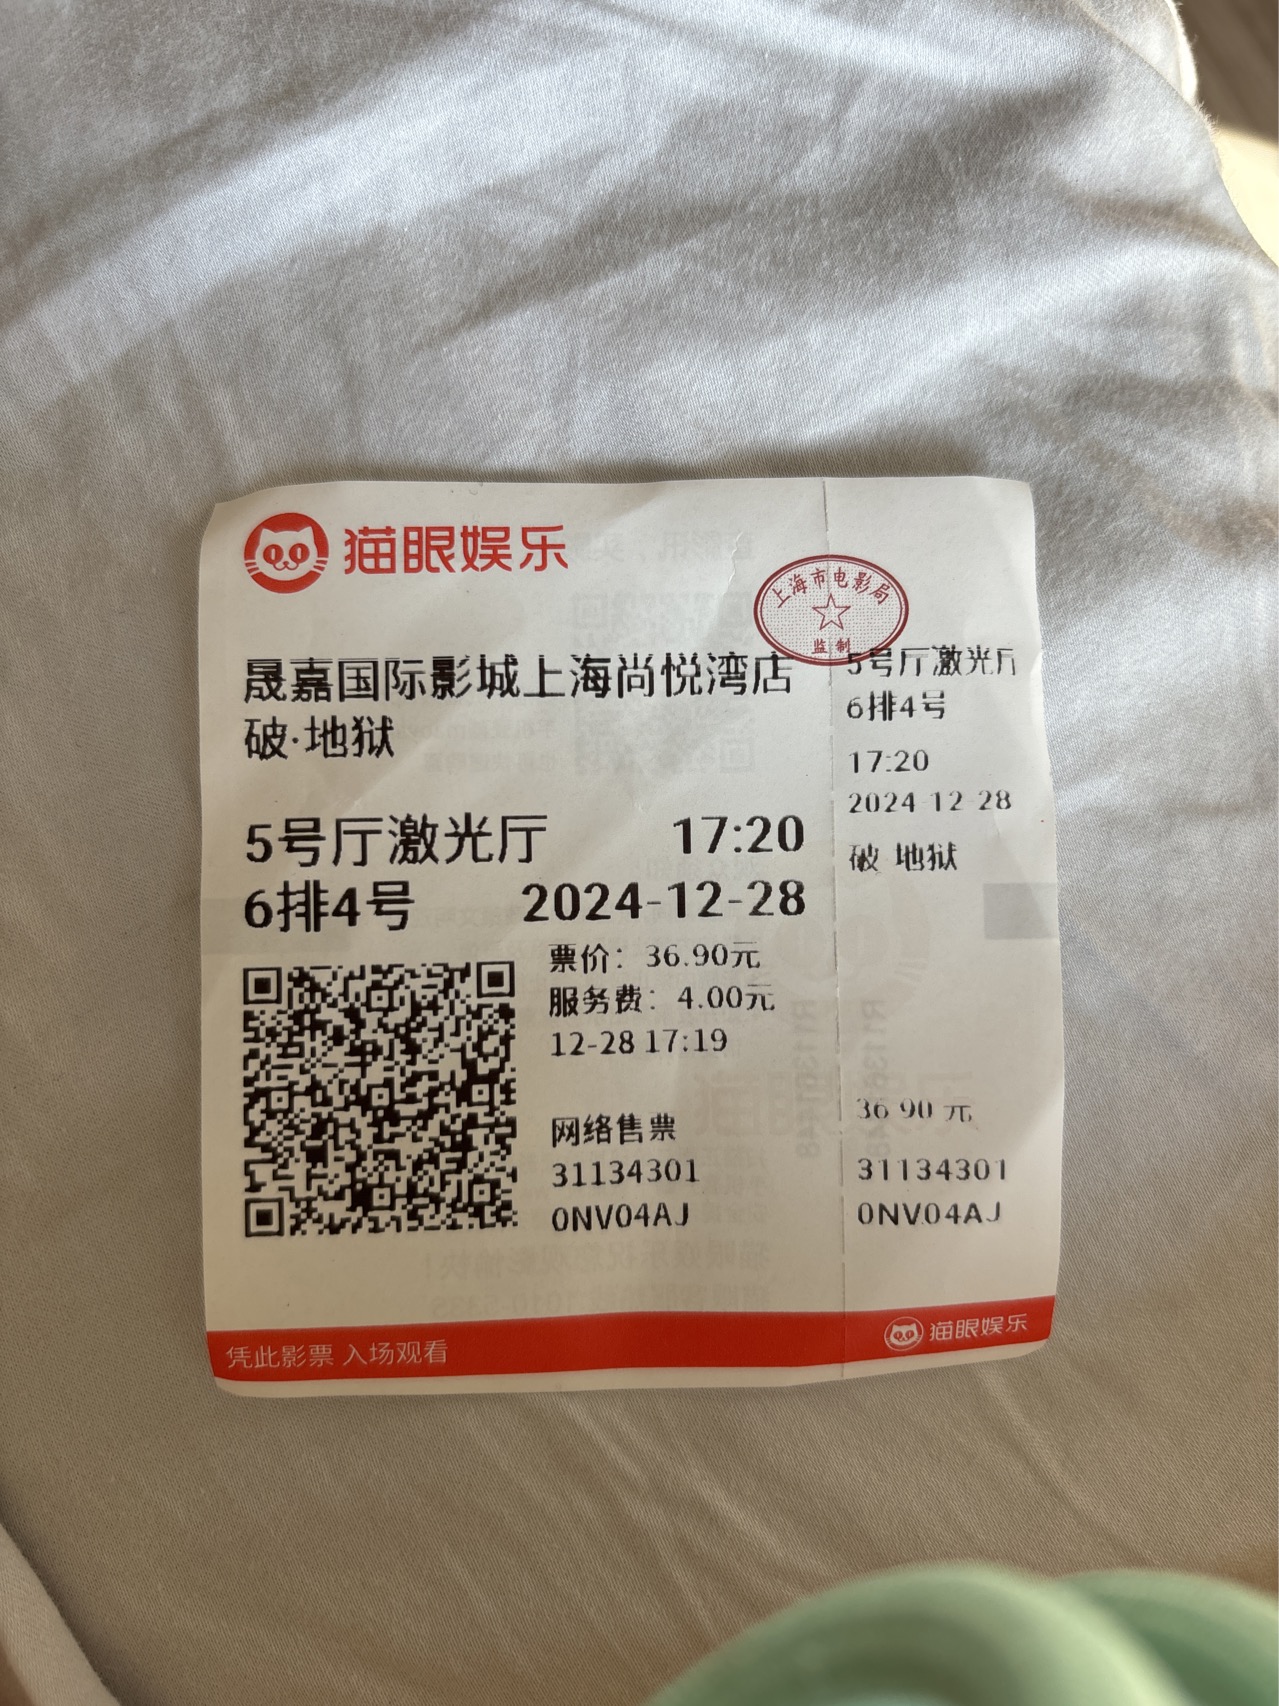 猫眼娱乐
上海市电影局
监制
晟嘉国际影城上海尚悦湾店
破·地狱
5号厅激光厅 17:20
6排4号 2024-12-28
票价：36.90元
服务费：4.00元
12-28 17:19
网络售票
31134301
0NV04AJ
5号厅激光厅
6排4号
17:20
2024-12-28
破 地狱
36.90 元
31134301
0NV04AJ
凭此影票 入场观看
猫眼娱乐